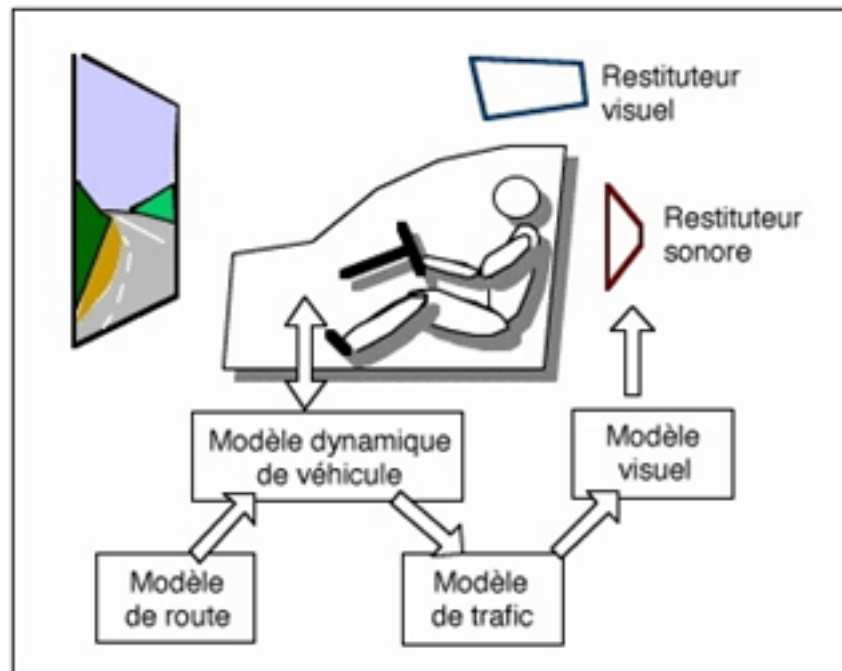 Restituteur
visuel
Restituteur
sonore
Modèle dynamique
de véhicule
Modèle
visuel
Modèle
de route
Modèle
de trafic